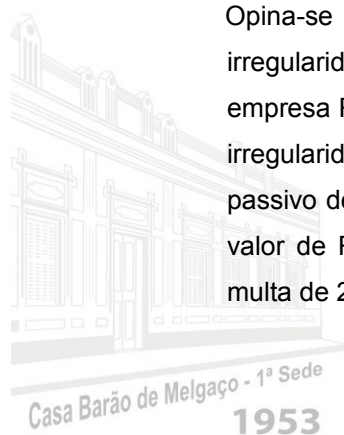 Opina-se
irregularid
empresa
irregularid
passivo de
valor de
multa de 2
Casa Barão de Melgaço - 1ª Sede
1953